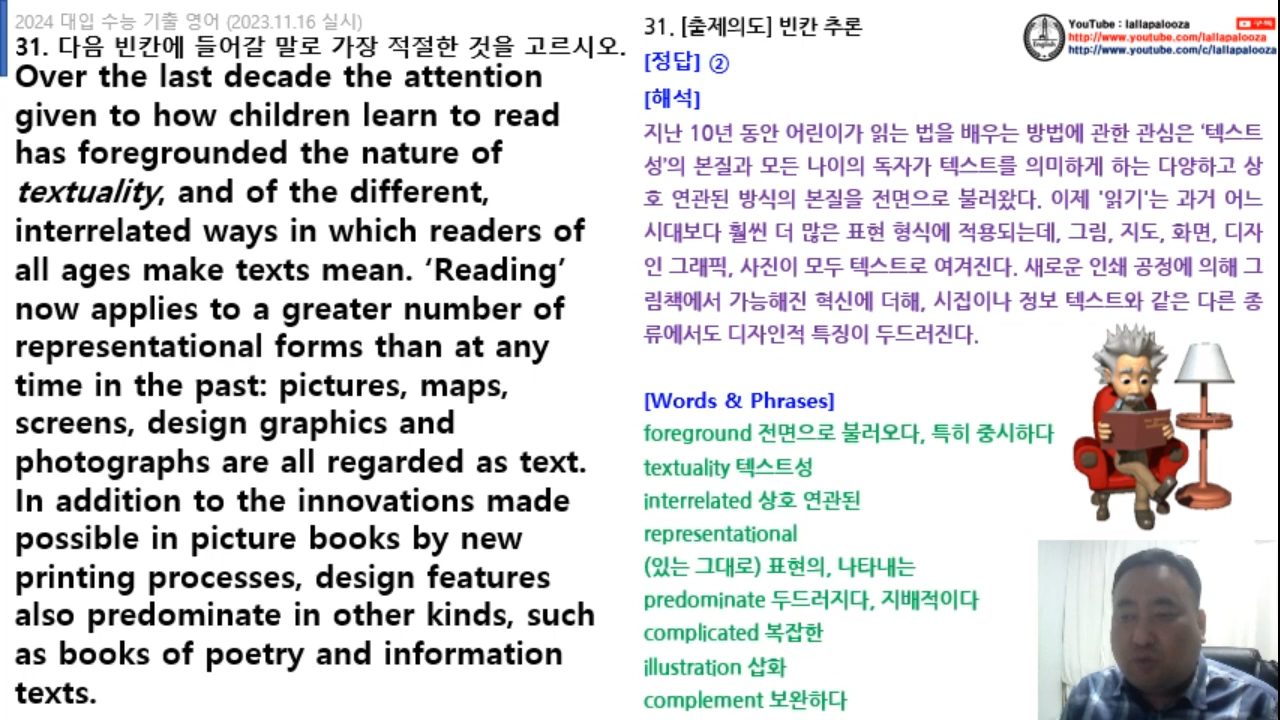 2024 대입 수능 기출 영어 (2023.11.16 실시)
31. 다음 빈칸에 들어갈 말로 가장 적절한 것을 고르시오.
Over the last decade the attention
given to how children learn to read
has foregrounded the nature of
textuality, and of the different,
interrelated ways in which readers of
all ages make texts mean. ‘Reading’
now applies to a greater number of
representational forms than at any
time in the past: pictures, maps,
screens, design graphics and
photographs are all regarded as text.
In addition to the innovations made
possible in picture books by new
printing processes, design features
also predominate in other kinds, such
as books of poetry and information
texts.
31. [출제의도] 빈칸 추론
[정답] ②
[해석]
지난 10년 동안 어린이가 읽는 법을 배우는 방법에 관한 관심은 ‘텍스트
성’의 본질과 모든 나이의 독자가 텍스트를 의미하게 하는 다양하고 상
호 연관된 방식의 본질을 전면으로 불러왔다. 이제 '읽기'는 과거 어느
시대보다 훨씬 더 많은 표현 형식에 적용되는데, 그림, 지도, 화면, 디자
인 그래픽, 사진이 모두 텍스트로 여겨진다. 새로운 인쇄 공정에 의해 그
림책에서 가능해진 혁신에 더해, 시집이나 정보 텍스트와 같은 다른 종
류에서도 디자인적 특징이 두드러진다.
[Words & Phrases]
foreground 전면으로 불러오다, 특히 중시하다
textuality 텍스트성
interrelated 상호 연관된
representational
(있는 그대로) 표현의, 나타내는
predominate 두드러지다, 지배적이다
complicated 복잡한
illustration 삽화
complement 보완하다
YouTube : lallapalooza
구독
http://www.youtube.com/lallapalooza
http://www.youtube.com/c/lallapalooza
English